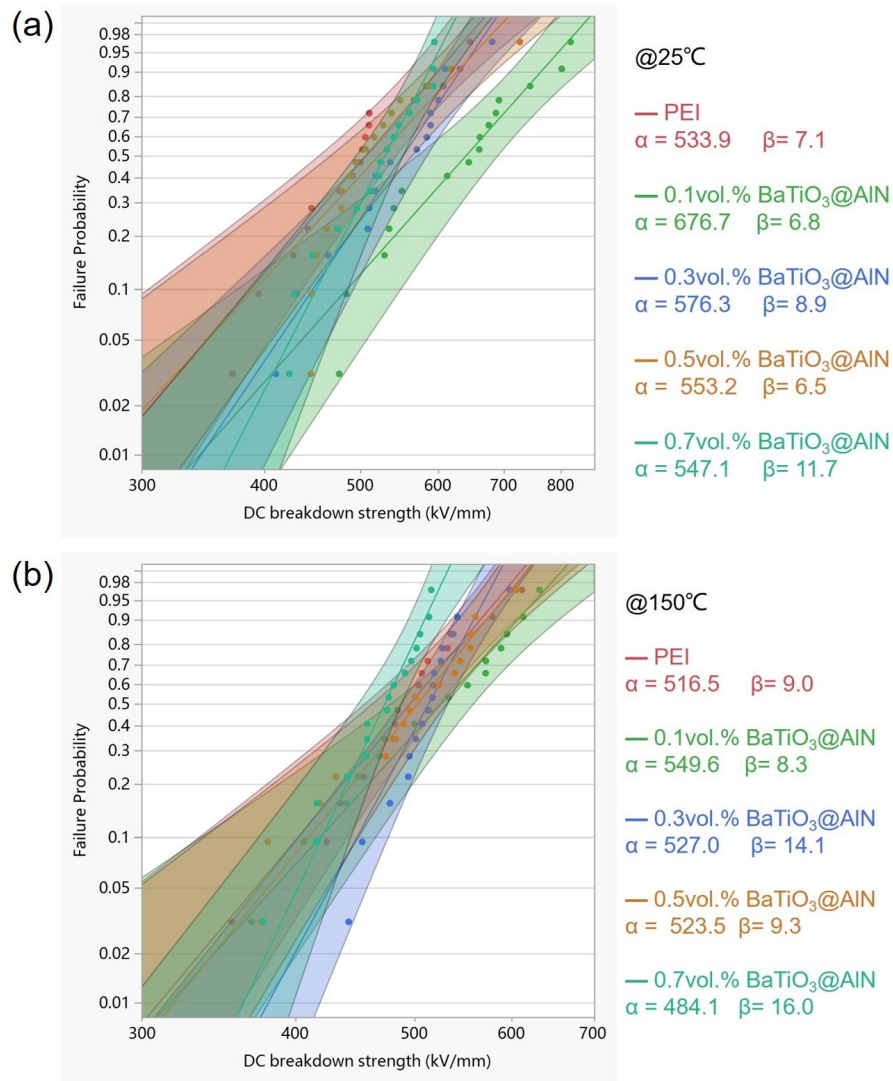 (a)
0.98
0.95
0.9
0.8
0.7
0.6
0.5
0.4
0.3
0.2
0.1
0.05
0.02
0.01
Failure Probability
300 400 500 600 700 800
DC breakdown strength (kV/mm)
@25℃
PEI
α = 533.9 β= 7.1
0.1vol.% BaTiO₃@AlN
α = 676.7 β= 6.8
0.3vol.% BaTiO₃@AlN
α = 576.3 β= 8.9
0.5vol.% BaTiO₃@AlN
α = 553.2 β= 6.5
0.7vol.% BaTiO₃@AlN
α = 547.1 β= 11.7
(b)
0.98
0.95
0.9
0.8
0.7
0.6
0.5
0.4
0.3
0.2
0.1
0.05
0.02
0.01
Failure Probability
300 400 500 600 700
DC breakdown strength (kV/mm)
@150℃
PEI
α = 516.5 β= 9.0
0.1vol.% BaTiO₃@AlN
α = 549.6 β= 8.3
0.3vol.% BaTiO₃@AlN
α = 527.0 β= 14.1
0.5vol.% BaTiO₃@AlN
α = 523.5 β= 9.3
0.7vol.% BaTiO₃@AlN
α = 484.1 β= 16.0